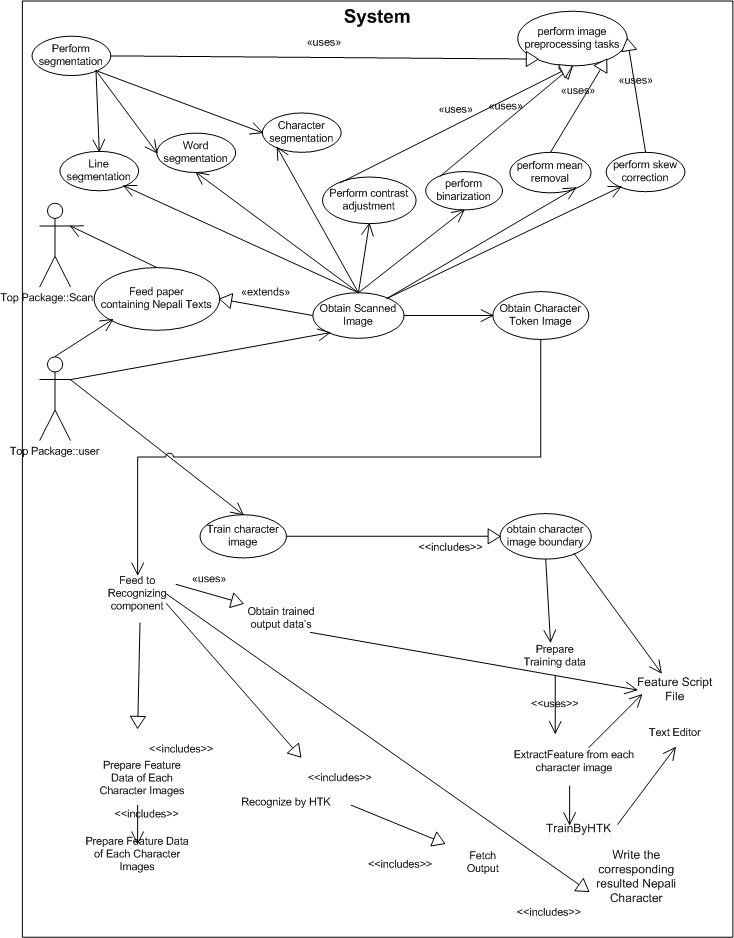 System
Perform
segmentation
«uses»
perform image
preprocessing tasks
«uses»
«uses»
«uses»
«uses»
Character
segmentation
Word
segmentation
Line
segmentation
Perform contrast
adjustment
perform
binarization
perform mean
removal
perform skew
correction
Top Package::Scan
Feed paper
containing Nepali Texts
«extends»
Obtain Scanned
Image
Obtain Character
Token Image
Top Package::user
Train character
image
<<includes>>
obtain character
image boundary
Feed to
Recognizing
component
«uses»
Obtain trained
output data's
Prepare
Training data
Feature Script
File
<<uses>>
Text Editor
<<includes>>
Prepare Feature
Data of Each
Character Images
<<includes>>
Prepare Feature Data
of Each Character
Images
<<includes>>
Recognize by HTK
ExtractFeature from each
character image
TrainByHTK
<<includes>>
Fetch
Output
Write the
corresponding
resulted Nepali
Character
<<includes>>